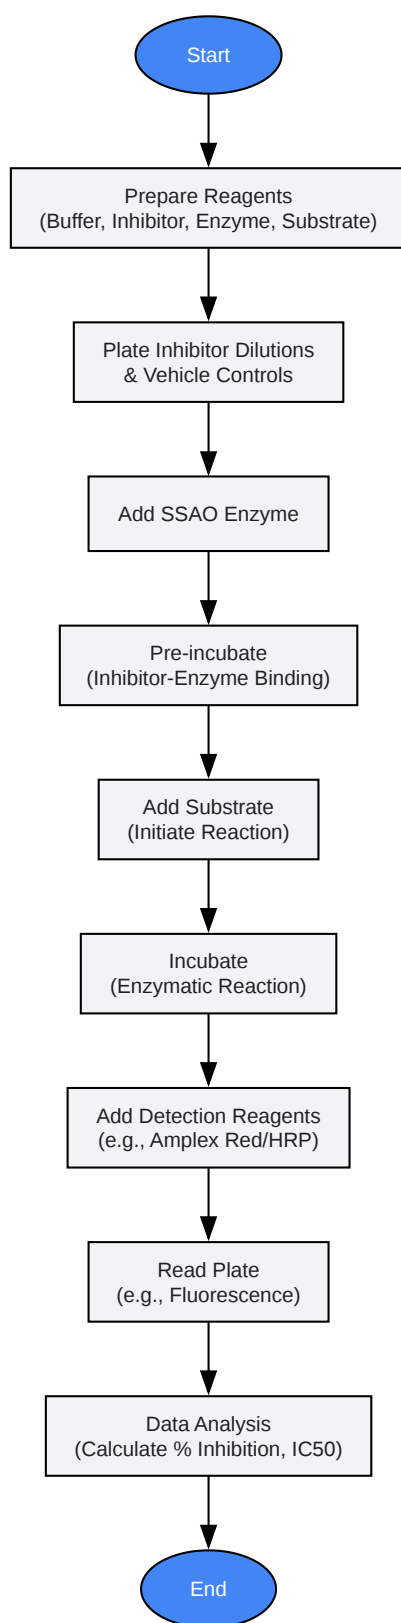 Start
Prepare Reagents
(Buffer, Inhibitor, Enzyme, Substrate)
Plate Inhibitor Dilutions
& Vehicle Controls
Add SSAO Enzyme
Pre-incubate
(Inhibitor-Enzyme Binding)
Add Substrate
(Initiate Reaction)
Incubate
(Enzymatic Reaction)
Add Detection Reagents
(e.g., Amplex Red/HRP)
Read Plate
(e.g., Fluorescence)
Data Analysis
(Calculate % Inhibition, IC50)
End